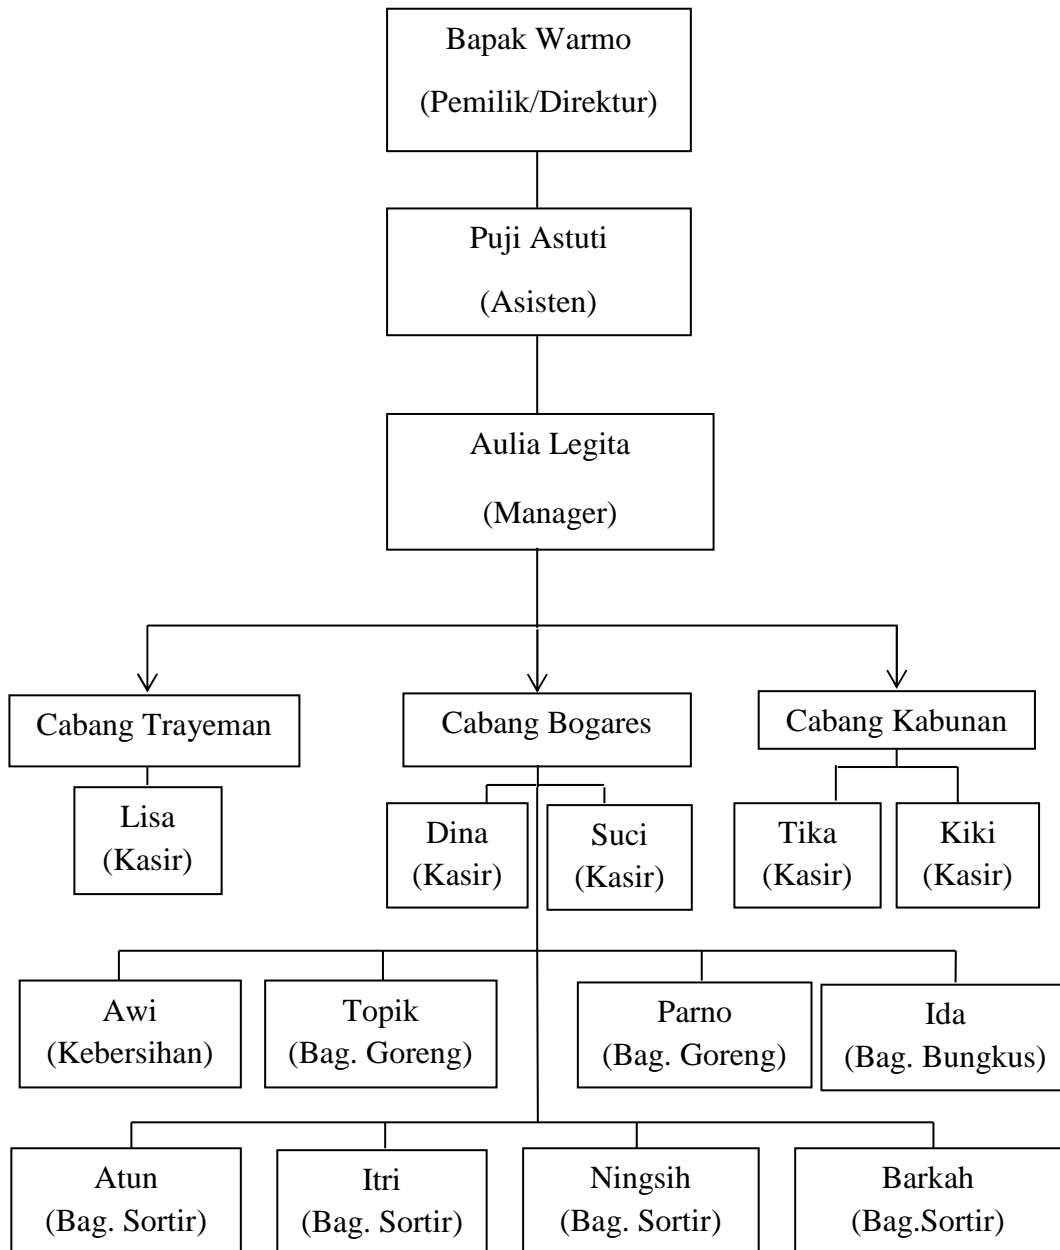 Bapak Warmo
(Pemilik/Direktur)
Puji Astuti
(Asisten)
Aulia Legita
(Manager)
Cabang Trayeman
Cabang Bogares
Cabang Kabunan
Lisa
(Kasir)
Dina
(Kasir)
Suci
(Kasir)
Tika
(Kasir)
Kiki
(Kasir)
Awi
(Kebersihan)
Topik
(Bag. Goreng)
Parno
(Bag. Goreng)
Ida
(Bag. Bungkus)
Atun
(Bag. Sortir)
Itri
(Bag. Sortir)
Ningsih
(Bag. Sortir)
Barkah
(Bag.Sortir)